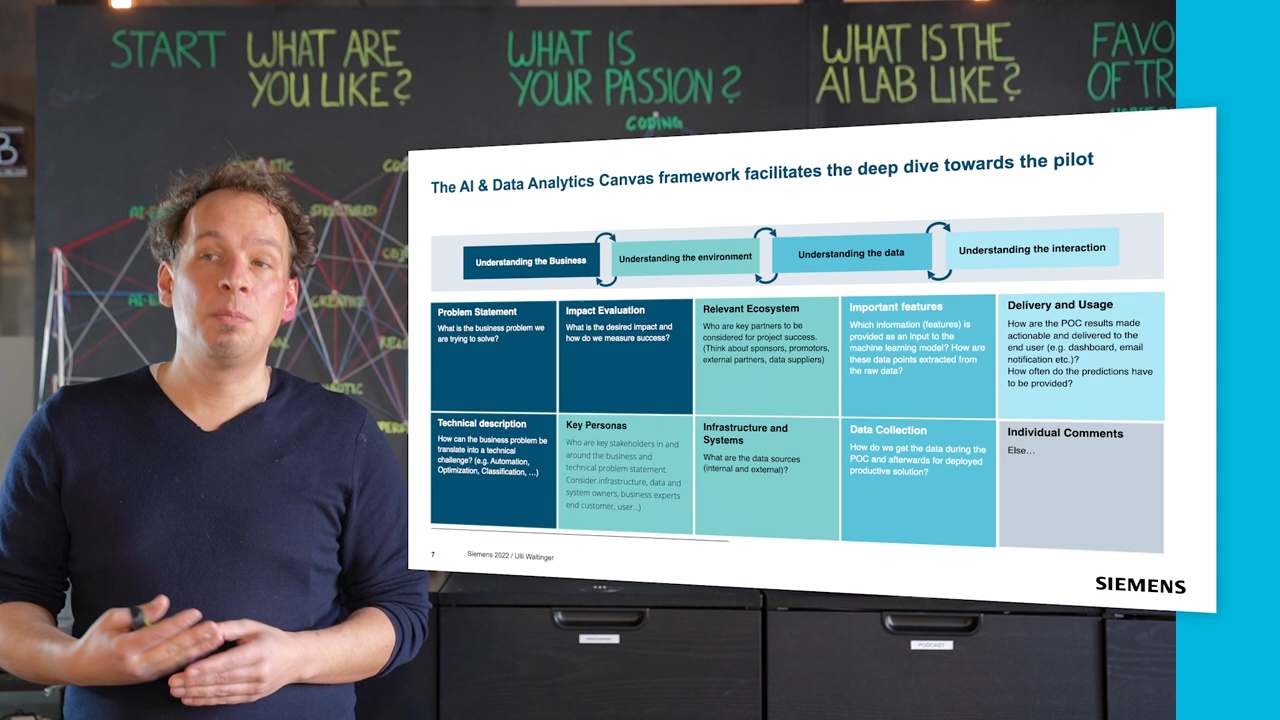 START
WHAT ARE
YOU LIKE?
WHAT IS
YOUR PASSION?
CODING
WHAT IS THE
AI LAB LIKE?
FAVO
OF TR
B
The AI & Data Analytics Canvas framework facilitates the deep dive towards the pilot
Understanding the Business
Understanding the environment
Understanding the data
Understanding the interaction
Problem Statement
What is the business problem we
are trying to solve?
Impact Evaluation
What is the desired impact and
how do we measure success?
Relevant Ecosystem
Who are key partners to be
considered for project success.
(Think about sponsors, promotors,
external partners, data suppliers)
Important features
Which information (features) is
provided as an input to the
machine learning model? How are
these data points extracted from
the raw data?
Delivery and Usage
How are the POC results made
actionable and delivered to the
end user (e.g. dashboard, email
notification etc.)?
How often do the predictions have
to be provided?
Technical description
How can the business problem be
translate into a technical
challenge? (e.g. Automation,
Optimization, Classification, ...)
Key Personas
Who are key stakeholders in and
around the business and
technical problem statement.
Consider infrastructure, data and
system owners, business experts
end customer, user...)
Infrastructure and
Systems
What are the data sources
(internal and external)?
Data Collection
How do we get the data during the
POC and afterwards for deployed
productive solution?
Individual Comments
Else...
7
Siemens 2022 / Ulli Waltinger
SIEMENS
PODCAST